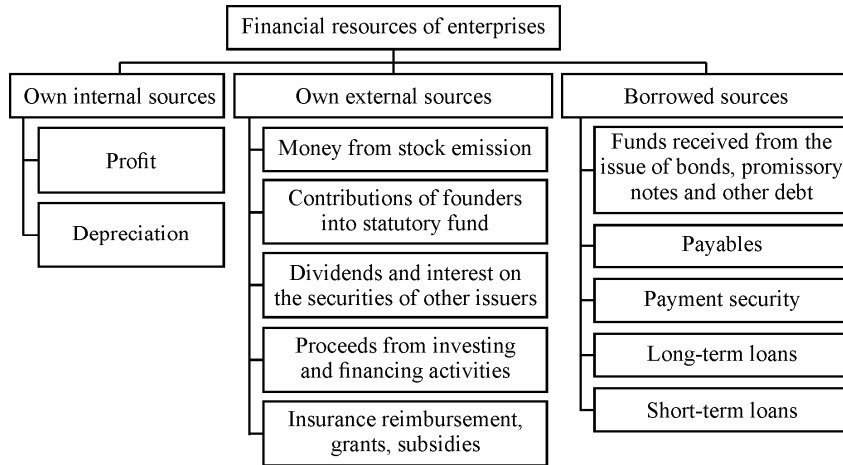 Financial resources of enterprises
Own internal sources
Profit
Depreciation
Own external sources
Money from stock emission
Contributions of founders
into statutory fund
Dividends and interest on
the securities of other issuers
Proceeds from investing
and financing activities
Insurance reimbursement,
grants, subsidies
Borrowed sources
Funds received from the
issue of bonds, promissory
notes and other debt
Payables
Payment security
Long-term loans
Short-term loans